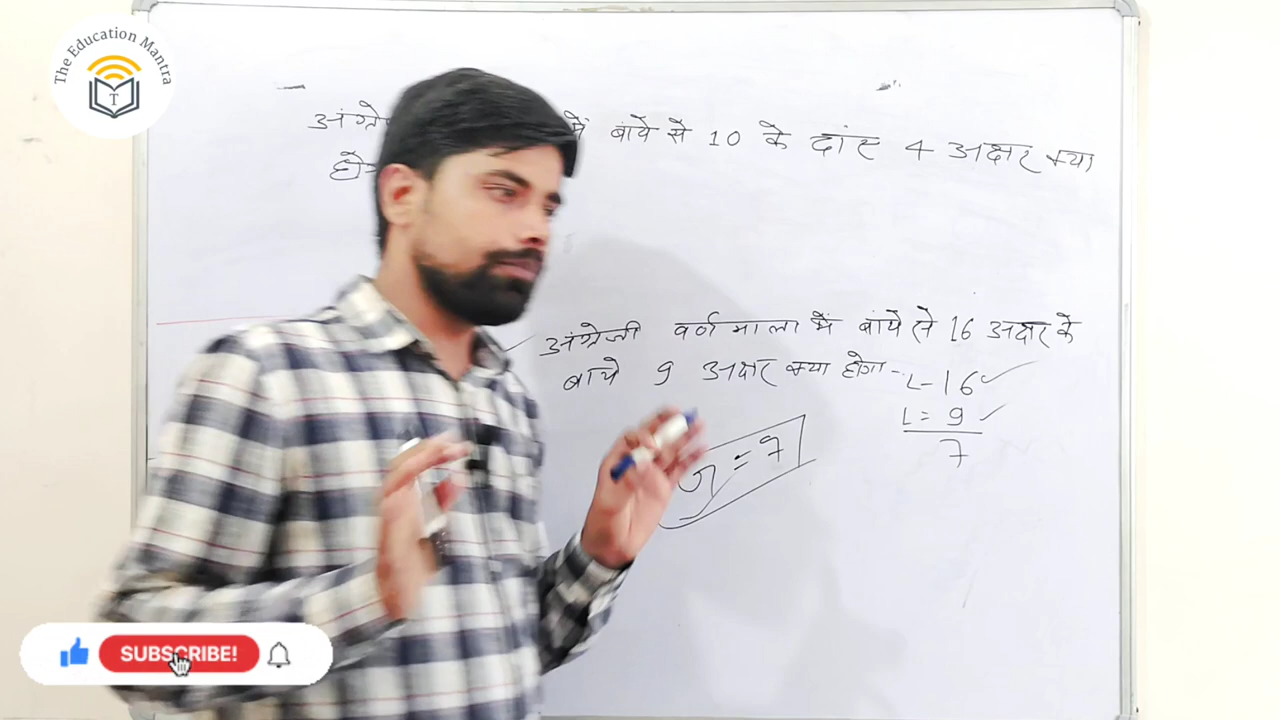 The Education Mantra
T
में बांये से 10 के दांए 4 अक्षर क्या
अंग्रेजी वर्ण माला में बांये से 16 अक्षर के
बाये 9 अक्षर क्या होगा - L-16
L = 9
7
G = 7
SUBSCRIBE!